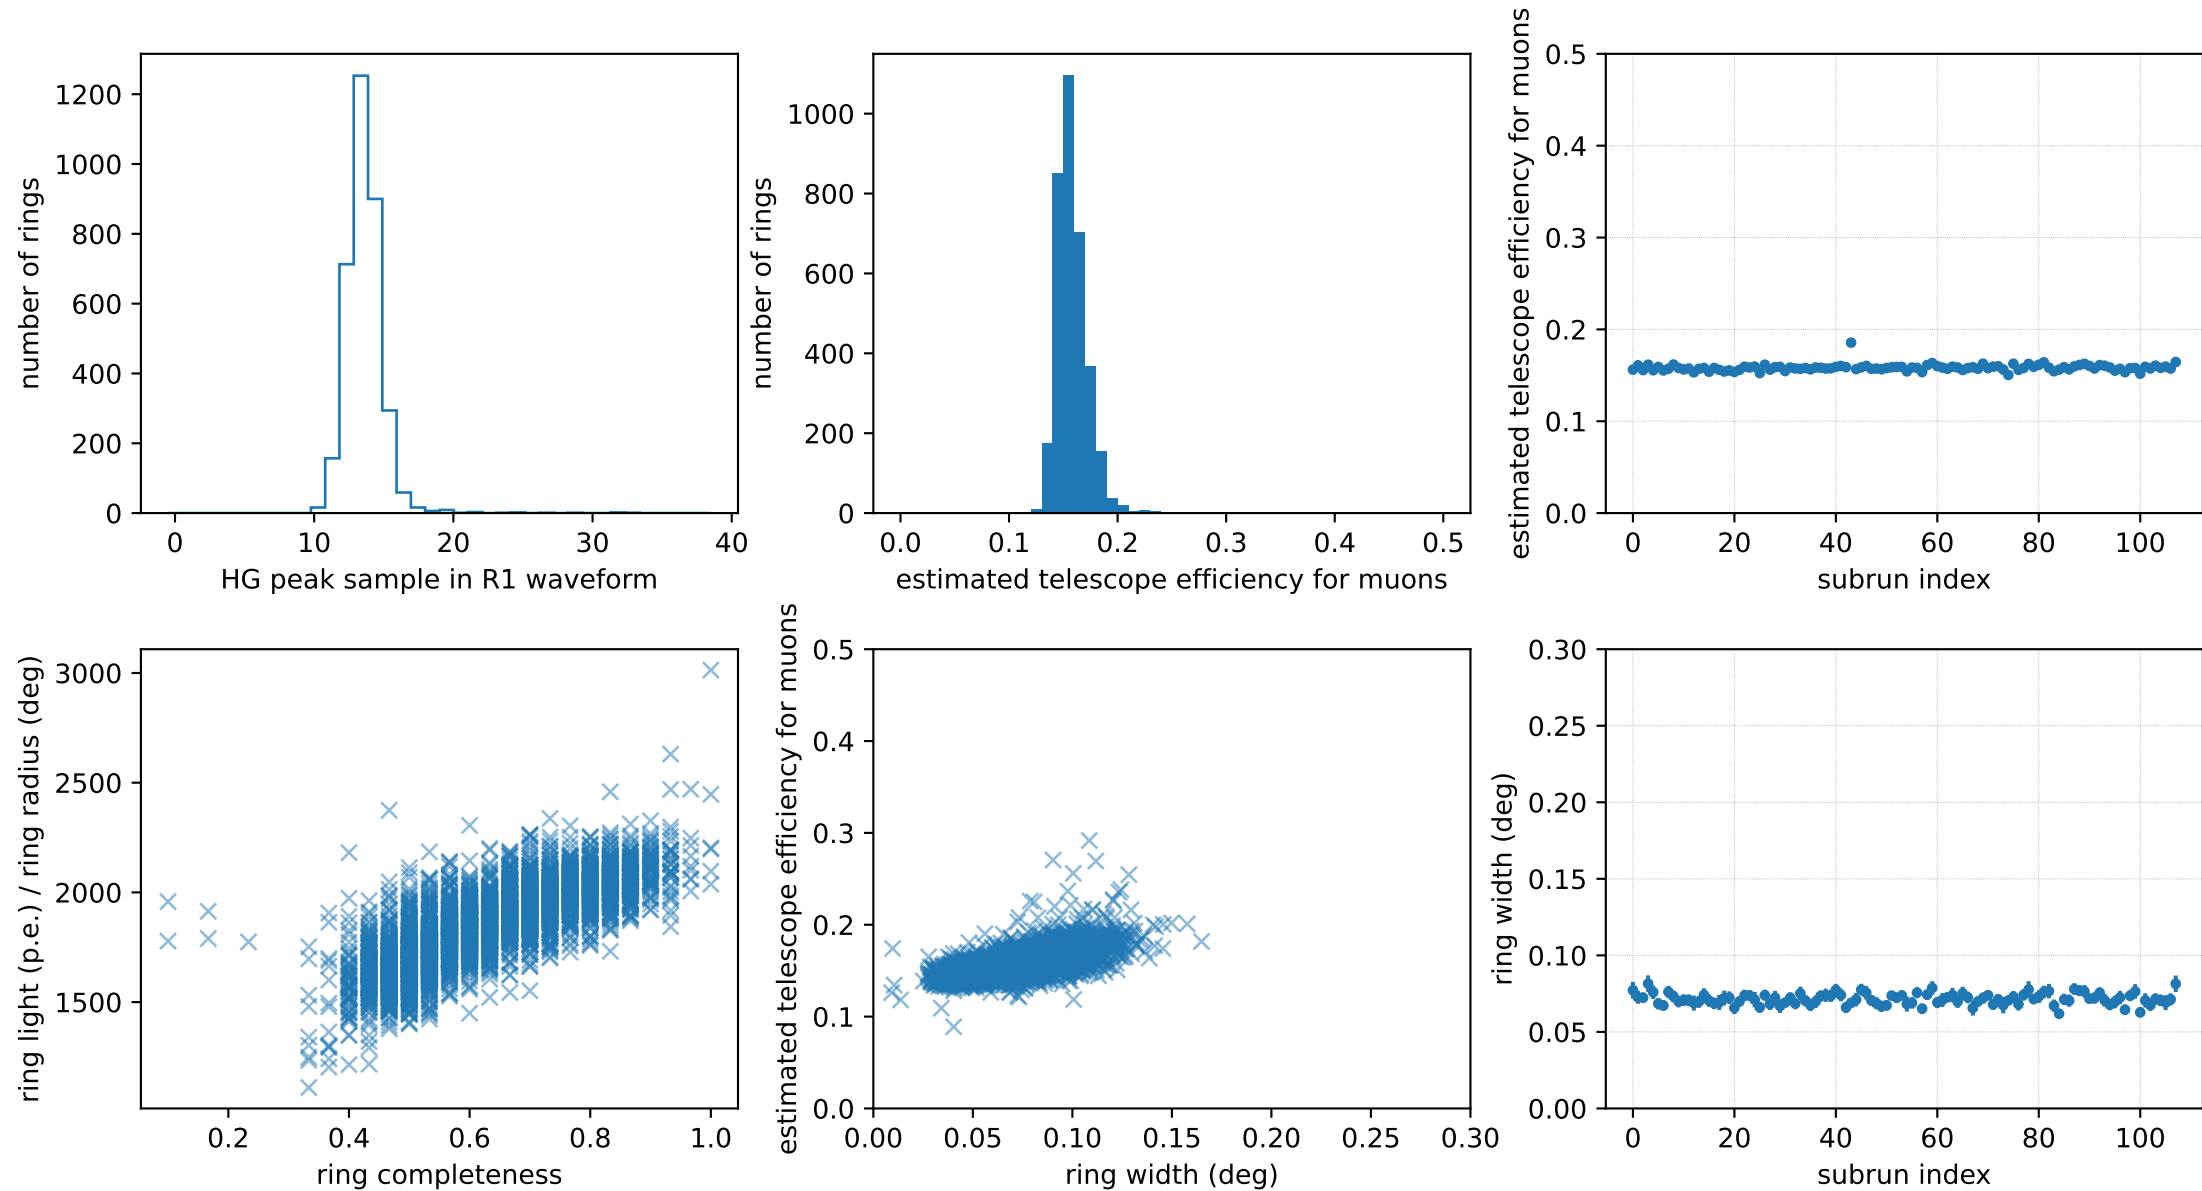 1200
1000
800
600
400
200
0
number of rings
0 10 20 30 40
HG peak sample in R1 waveform
1000
800
600
400
200
0
number of rings
0.0 0.1 0.2 0.3 0.4 0.5
estimated telescope efficiency for muons
0.5
0.4
0.3
0.2
0.1
0.0
estimated telescope efficiency for muons
0 20 40 60 80 100
subrun index
3000
2500
2000
1500
ring light (p.e.) / ring radius (deg)
0.2 0.4 0.6 0.8 1.0
ring completeness
0.5
0.4
0.3
0.2
0.1
0.0
estimated telescope efficiency for muons
0.00 0.05 0.10 0.15 0.20 0.25 0.30
ring width (deg)
0.30
0.25
0.20
0.15
0.10
0.05
0.00
ring width (deg)
0 20 40 60 80 100
subrun index